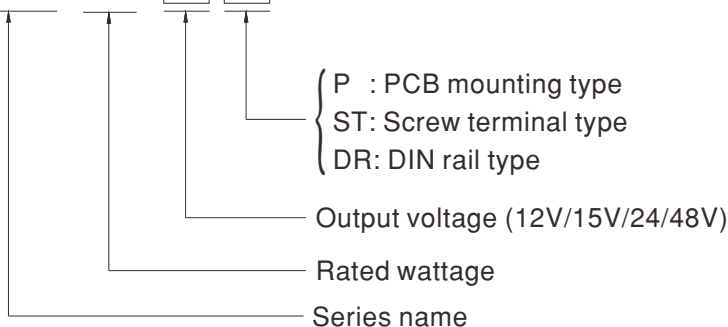 P : PCB mounting type
ST: Screw terminal type
DR: DIN rail type
Output voltage (12V/15V/24/48V)
Rated wattage
Series name